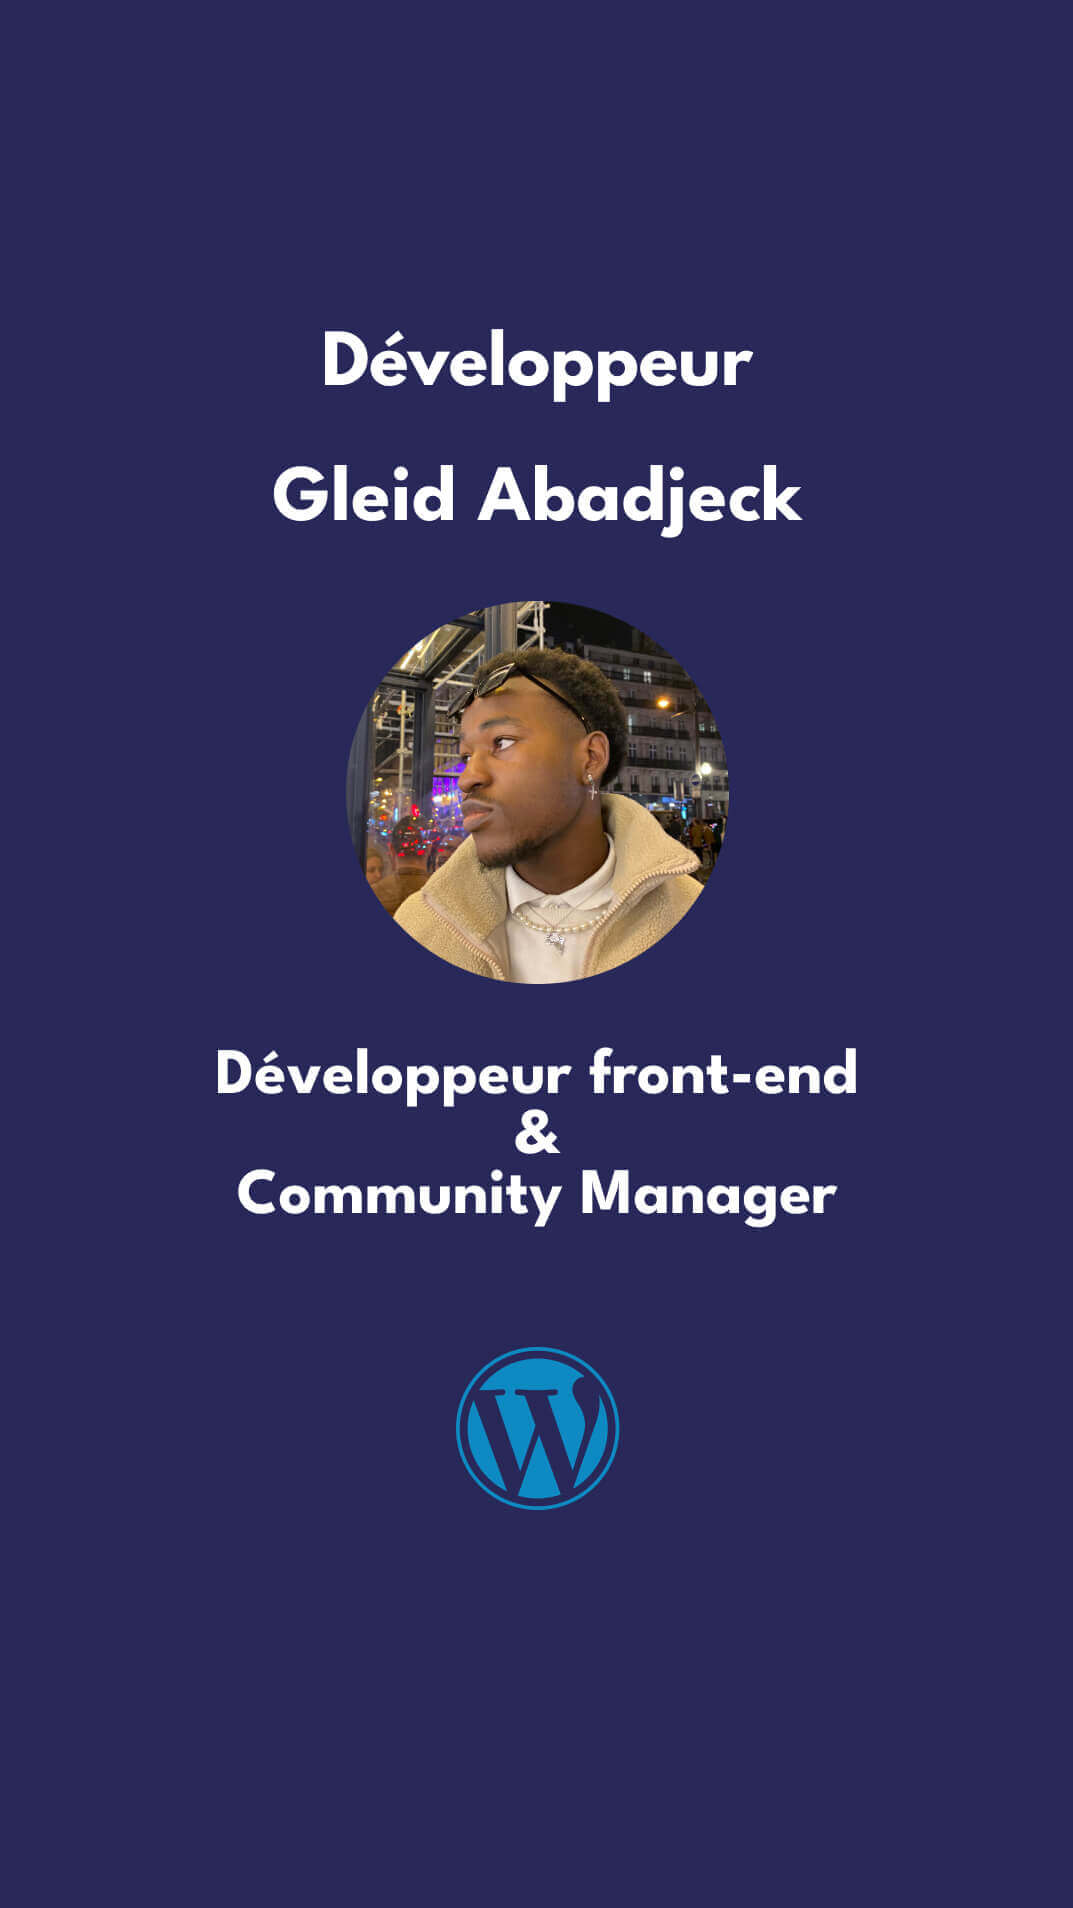 Développeur
Gleid Abadjeck
Développeur front-end
&
Community Manager